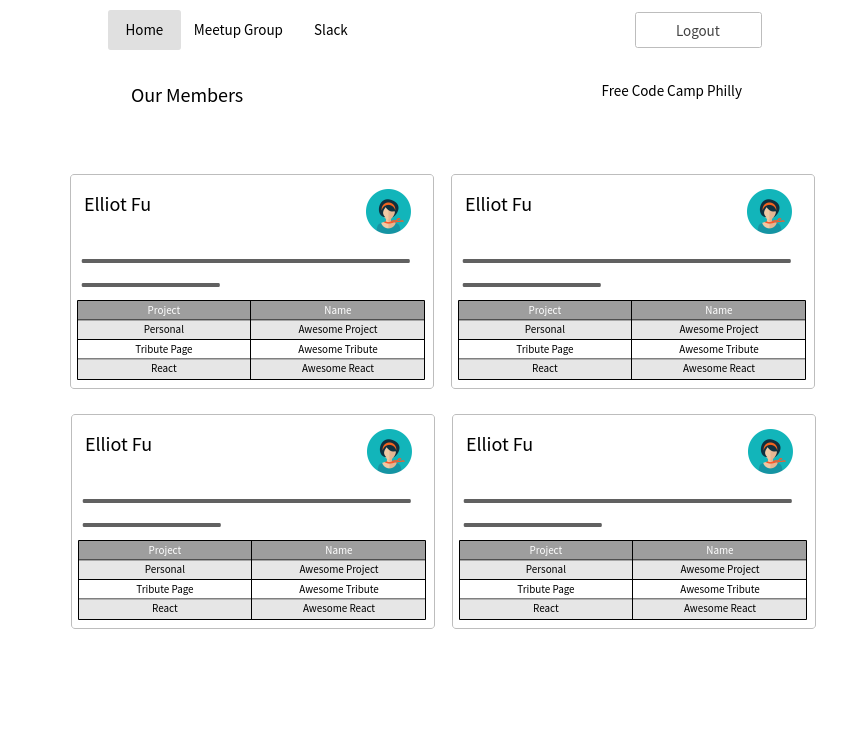 Home Meetup Group Slack Logout
Our Members Free Code Camp Philly
Elliot Fu
Project Name
Personal Awesome Project
Tribute Page Awesome Tribute
React Awesome React
Elliot Fu
Project Name
Personal Awesome Project
Tribute Page Awesome Tribute
React Awesome React
Elliot Fu
Project Name
Personal Awesome Project
Tribute Page Awesome Tribute
React Awesome React
Elliot Fu
Project Name
Personal Awesome Project
Tribute Page Awesome Tribute
React Awesome React